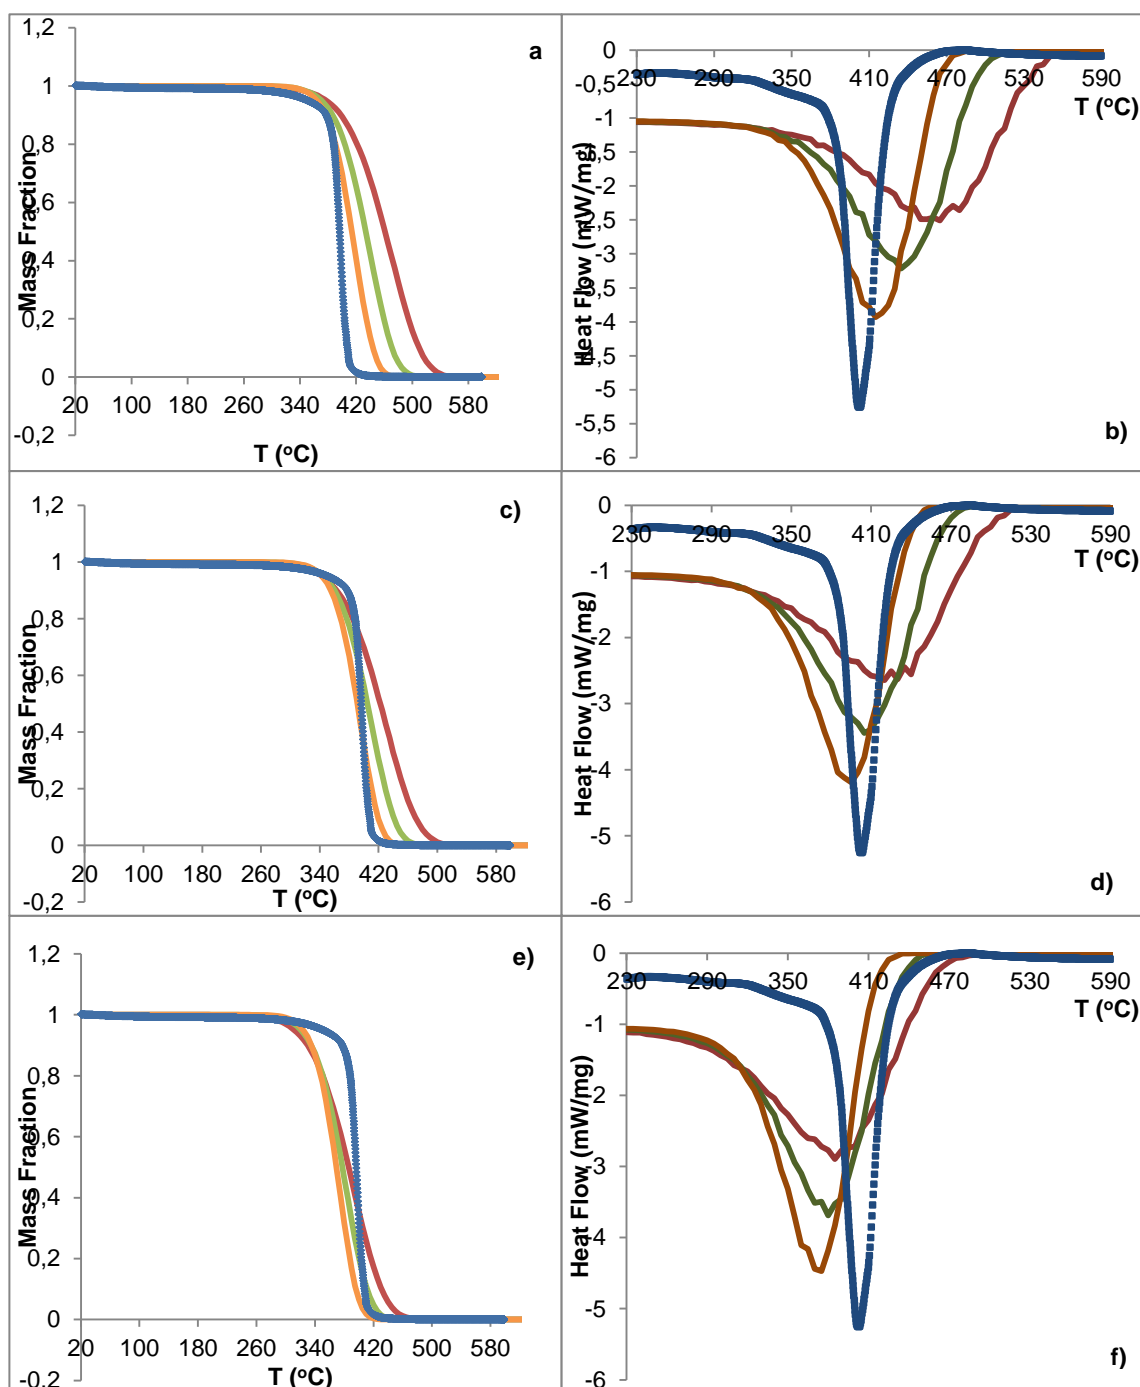 1,2
a
1
0,8
0,6
0,4
0,2
0
-0,2
20 100 180 260 340 420 500 580
Mass Fraction
T (ºC)
0
-0,5
-1
-1,5
-2
-2,5
-3
-3,5
-4
-4,5
-5
-5,5
-6
230 290 350 410 470 530 590
T (ºC)
Heat Flow (mW/mg)
b)
1,2
c)
1
0,8
0,6
0,4
0,2
0
-0,2
20 100 180 260 340 420 500 580
Mass Fraction
T (ºC)
0
-1
-2
-3
-4
-5
-6
230 290 350 410 470 530 590
T (ºC)
Heat Flow (mW/mg)
d)
1,2
e)
1
0,8
0,6
0,4
0,2
0
-0,2
20 100 180 260 340 420 500 580
Mass Fraction
T (ºC)
0
-1
-2
-3
-4
-5
-6
230 290 350 410 470 530 590
T (ºC)
Heat Flow (mW/mg)
f)